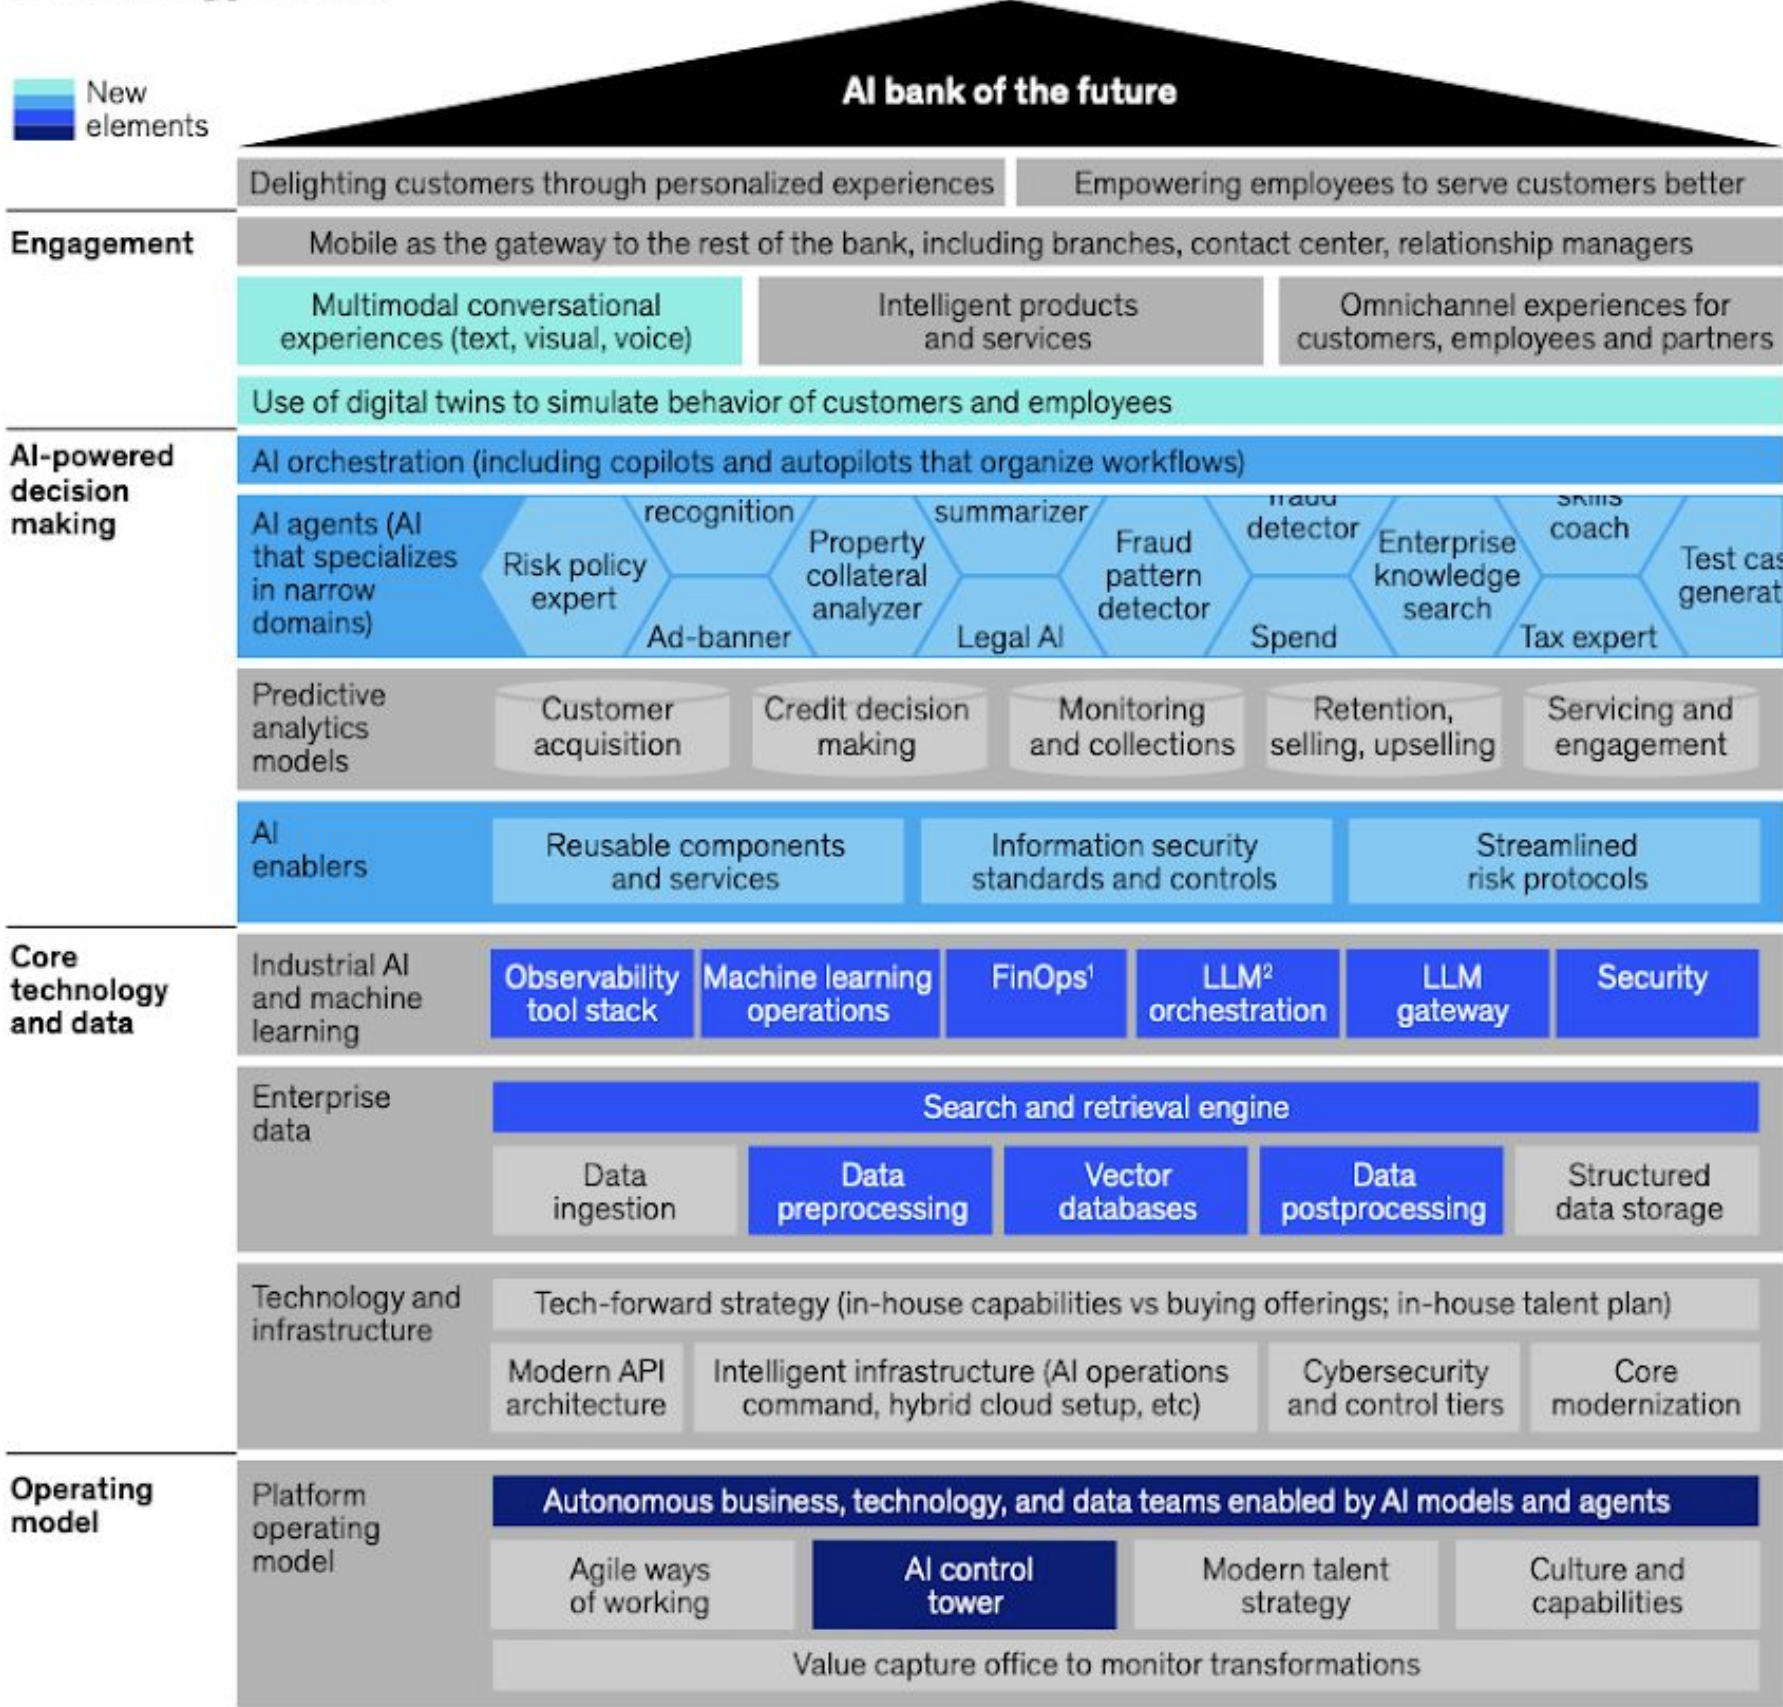 New
elements
AI bank of the future
Delighting customers through personalized experiences
Empowering employees to serve customers better
Engagement
Mobile as the gateway to the rest of the bank, including branches, contact center, relationship managers
Multimodal conversational
experiences (text, visual, voice)
Intelligent products
and services
Omnichannel experiences for
customers, employees and partners
Use of digital twins to simulate behavior of customers and employees
AI-powered
decision
making
AI orchestration (including copilots and autopilots that organize workflows)
AI agents (AI
that specializes
in narrow
domains)
Risk policy
expert
recognition
Ad-banner
Property
collateral
analyzer
summarizer
Legal AI
Fraud
pattern
detector
fraud
detector
Spend
Enterprise
knowledge
search
skills
coach
Tax expert
Test cas
generat
Predictive
analytics
models
Customer
acquisition
Credit decision
making
Monitoring
and collections
Retention,
selling, upselling
Servicing and
engagement
AI
enablers
Reusable components
and services
Information security
standards and controls
Streamlined
risk protocols
Core
technology
and data
Industrial AI
and machine
learning
Observability
tool stack
Machine learning
operations
FinOps¹
LLM²
orchestration
LLM
gateway
Security
Enterprise
data
Search and retrieval engine
Data
ingestion
Data
preprocessing
Vector
databases
Data
postprocessing
Structured
data storage
Technology and
infrastructure
Tech-forward strategy (in-house capabilities vs buying offerings; in-house talent plan)
Modern API
architecture
Intelligent infrastructure (AI operations
command, hybrid cloud setup, etc)
Cybersecurity
and control tiers
Core
modernization
Operating
model
Platform
operating
model
Autonomous business, technology, and data teams enabled by AI models and agents
Agile ways
of working
AI control
tower
Modern talent
strategy
Culture and
capabilities
Value capture office to monitor transformations